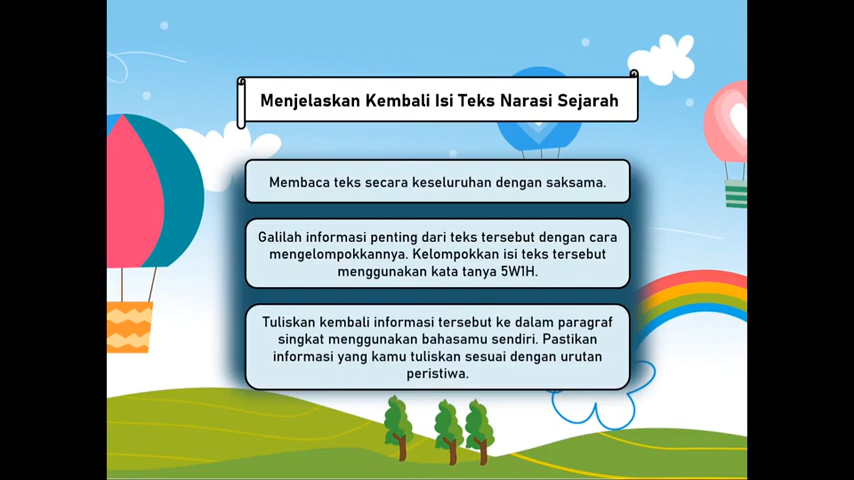 Menjelaskan Kembali Isi Teks Narasi Sejarah
Membaca teks secara keseluruhan dengan saksama.
Galilah informasi penting dari teks tersebut dengan cara
mengelompokkannya. Kelompokkan isi teks tersebut
menggunakan kata tanya 5W1H.
Tuliskan kembali informasi tersebut ke dalam paragraf
singkat menggunakan bahasamu sendiri. Pastikan
informasi yang kamu tuliskan sesuai dengan urutan
peristiwa.